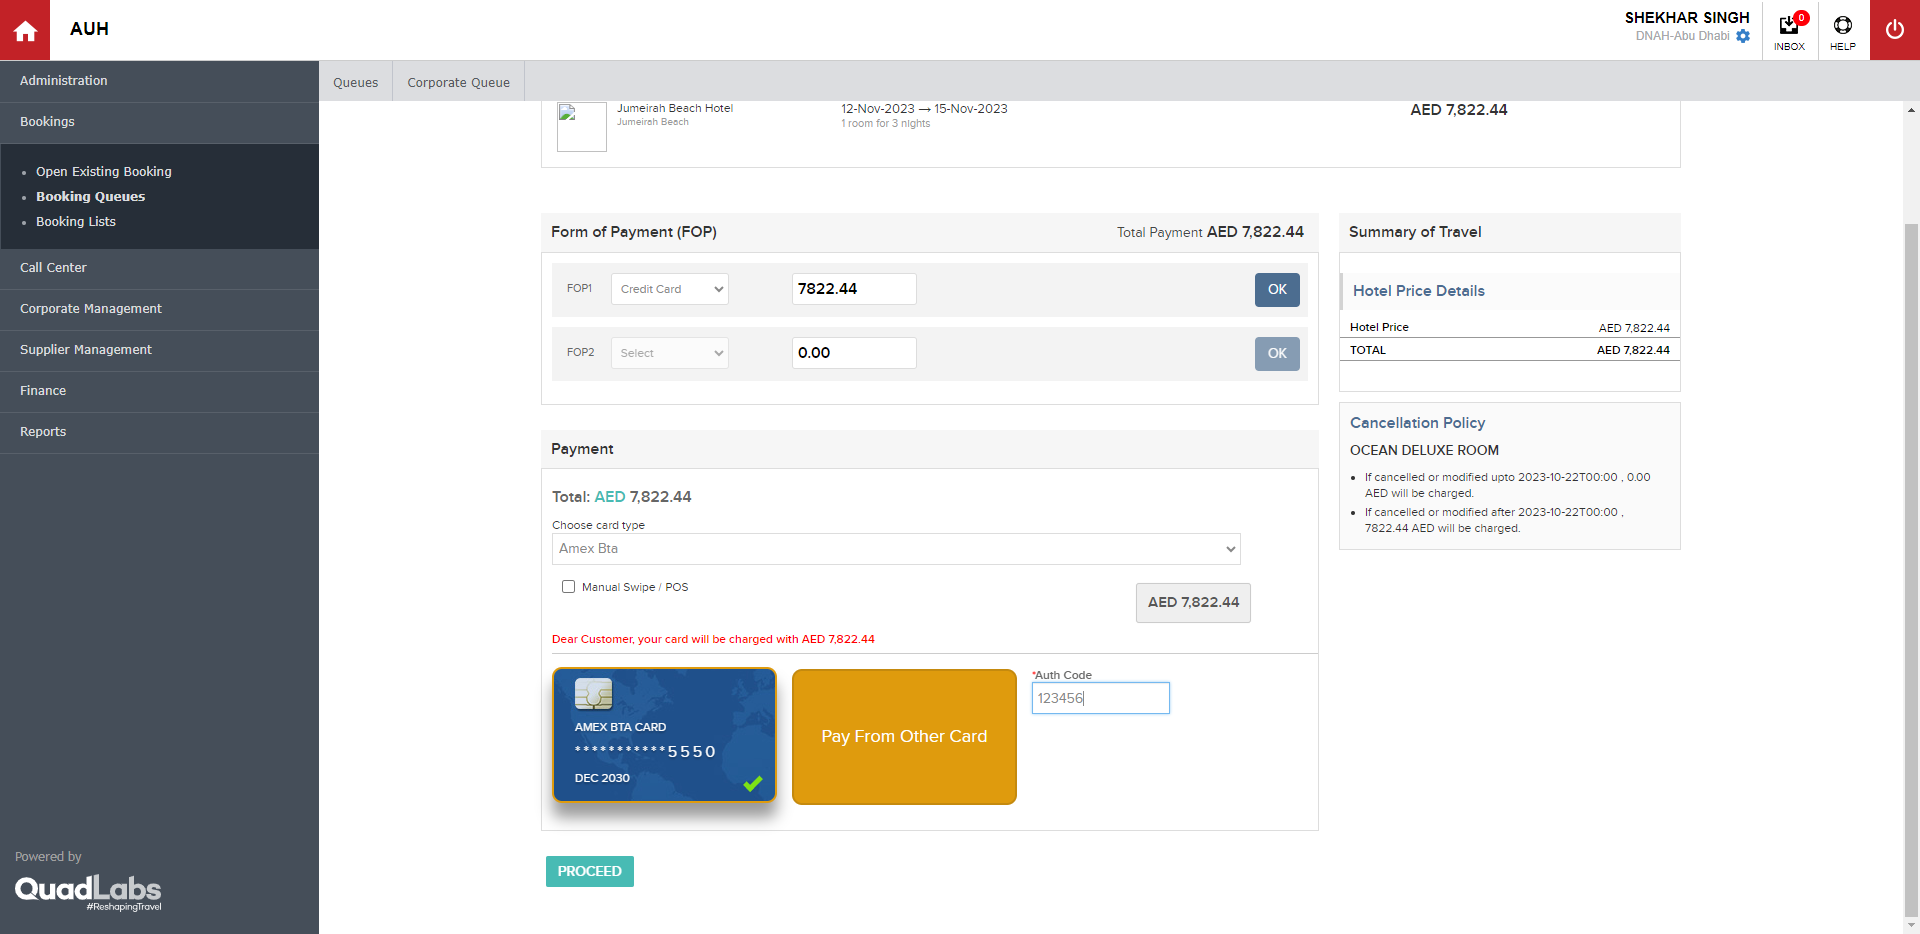 AUH
SHEKHAR SINGH
DNAH-Abu Dhabi
0
INBOX
HELP
Administration
Bookings
Open Existing Booking
Booking Queues
Booking Lists
Call Center
Corporate Management
Supplier Management
Finance
Reports
Powered by
QuadLabs
#ReshapingTravel
Queues
Corporate Queue
Jumeirah Beach Hotel
Jumeirah Beach
12-Nov-2023 → 15-Nov-2023
1 room for 3 nights
AED 7,822.44
Form of Payment (FOP)
Total Payment AED 7,822.44
FOP1 Credit Card 7822.44 OK
FOP2 Select 0.00 OK
Payment
Total: AED 7,822.44
Choose card type
Amex Bta
Manual Swipe / POS
AED 7,822.44
Dear Customer, your card will be charged with AED 7,822.44
AMEX BTA CARD
***********5550
DEC 2030
Pay From Other Card
*Auth Code
123456
PROCEED
Summary of Travel
Hotel Price Details
Hotel Price AED 7,822.44
TOTAL AED 7,822.44
Cancellation Policy
OCEAN DELUXE ROOM
If cancelled or modified upto 2023-10-22T00:00 , 0.00
AED will be charged.
If cancelled or modified after 2023-10-22T00:00 ,
7822.44 AED will be charged.